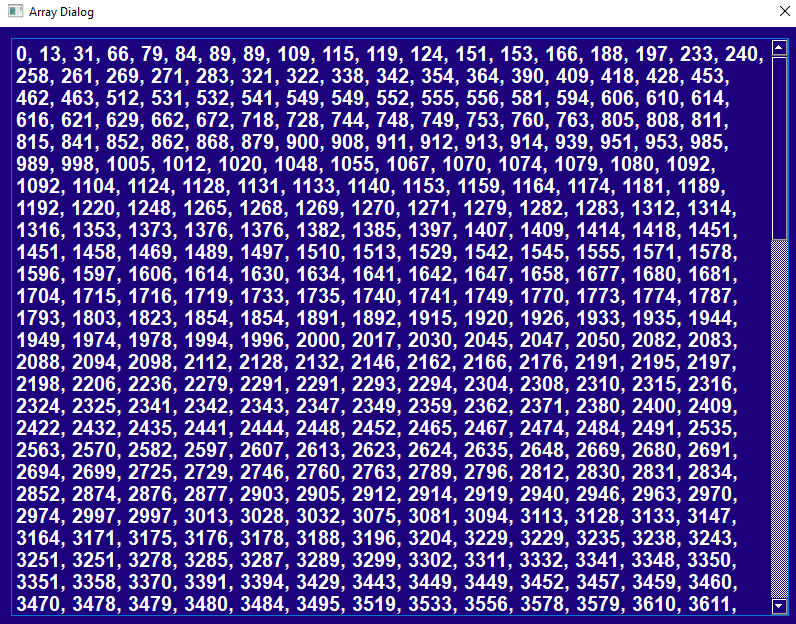 Array Dialog
0, 13, 31, 66, 79, 84, 89, 89, 109, 115, 119, 124, 151, 153, 166, 188, 197, 233, 240,
258, 261, 269, 271, 283, 321, 322, 338, 342, 354, 364, 390, 409, 418, 428, 453,
462, 463, 512, 531, 532, 541, 549, 549, 552, 555, 556, 581, 594, 606, 610, 614,
616, 621, 629, 662, 672, 718, 728, 744, 748, 749, 753, 760, 763, 805, 808, 811,
815, 841, 852, 862, 868, 879, 900, 908, 911, 912, 913, 914, 939, 951, 953, 985,
989, 998, 1005, 1012, 1020, 1048, 1055, 1067, 1070, 1074, 1079, 1080, 1092,
1092, 1104, 1124, 1128, 1131, 1133, 1140, 1153, 1159, 1164, 1174, 1181, 1189,
1192, 1220, 1248, 1265, 1268, 1269, 1270, 1271, 1279, 1282, 1283, 1312, 1314,
1316, 1353, 1373, 1376, 1376, 1382, 1385, 1397, 1407, 1409, 1414, 1418, 1451,
1451, 1458, 1469, 1489, 1497, 1510, 1513, 1529, 1542, 1545, 1555, 1571, 1578,
1596, 1597, 1606, 1614, 1630, 1634, 1641, 1642, 1647, 1658, 1677, 1680, 1681,
1704, 1715, 1716, 1719, 1733, 1735, 1740, 1741, 1749, 1770, 1773, 1774, 1787,
1793, 1803, 1823, 1854, 1854, 1891, 1892, 1915, 1920, 1926, 1933, 1935, 1944,
1949, 1974, 1978, 1994, 1996, 2000, 2017, 2030, 2045, 2047, 2050, 2082, 2083,
2088, 2094, 2098, 2112, 2128, 2132, 2146, 2162, 2166, 2176, 2191, 2195, 2197,
2198, 2206, 2236, 2279, 2291, 2291, 2293, 2294, 2304, 2308, 2310, 2315, 2316,
2324, 2325, 2341, 2342, 2343, 2347, 2349, 2359, 2362, 2371, 2380, 2400, 2409,
2422, 2432, 2435, 2441, 2444, 2448, 2452, 2465, 2467, 2474, 2484, 2491, 2535,
2563, 2570, 2582, 2597, 2607, 2613, 2623, 2624, 2635, 2648, 2669, 2680, 2691,
2694, 2699, 2725, 2729, 2746, 2760, 2763, 2789, 2796, 2812, 2830, 2831, 2834,
2852, 2874, 2876, 2877, 2903, 2905, 2912, 2914, 2919, 2940, 2946, 2963, 2970,
2974, 2997, 2997, 3013, 3028, 3032, 3075, 3081, 3094, 3113, 3128, 3133, 3147,
3164, 3171, 3175, 3176, 3178, 3188, 3196, 3204, 3229, 3229, 3235, 3238, 3243,
3251, 3251, 3278, 3285, 3287, 3289, 3299, 3302, 3311, 3332, 3341, 3348, 3350,
3351, 3358, 3370, 3391, 3394, 3429, 3443, 3449, 3449, 3452, 3457, 3459, 3460,
3470, 3478, 3479, 3480, 3484, 3495, 3519, 3533, 3556, 3578, 3579, 3610, 3611,